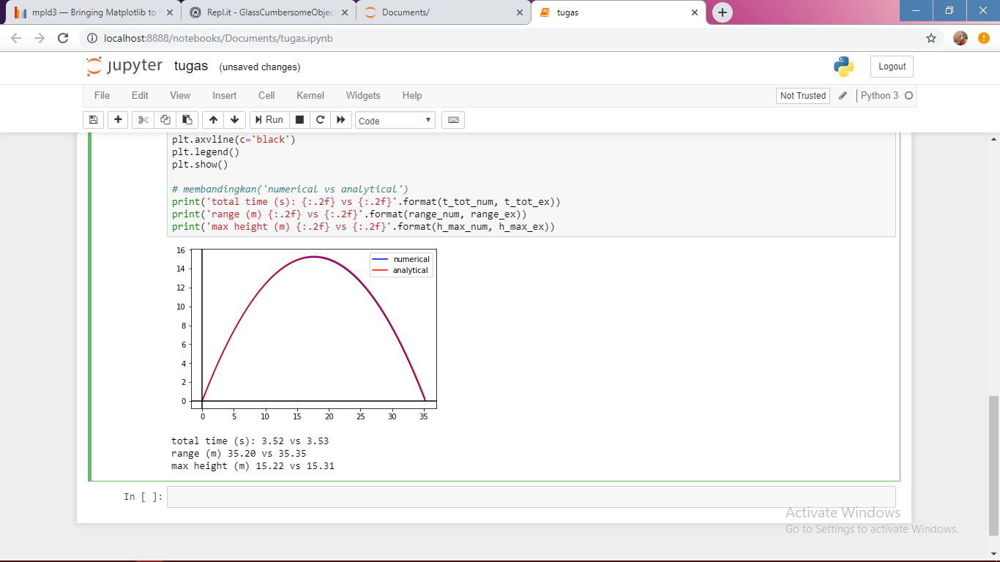 mpld3 — Bringing Matplotlib to
Repl.it - GlassCumbersomeObjec
Documents/
tugas
localhost:8888/notebooks/Documents/tugas.ipynb
jupyter tugas (unsaved changes)
Logout
File Edit View Insert Cell Kernel Widgets Help
Not Trusted
Python 3
Run
Code
plt.axvline(c='black')
plt.legend()
plt.show()
# membandingkan('numerical vs analytical')
print('total time (s): {:.2f} vs {:.2f}'.format(t_tot_num, t_tot_ex))
print('range (m) {:.2f} vs {:.2f}'.format(range_num, range_ex))
print('max height (m) {:.2f} vs {:.2f}'.format(h_max_num, h_max_ex))
16
14
12
10
8
6
4
2
0
numerical
analytical
0 5 10 15 20 25 30 35
total time (s): 3.52 vs 3.53
range (m) 35.20 vs 35.35
max height (m) 15.22 vs 15.31
In [ ]:
Activate Windows
Go to Settings to activate Windows.